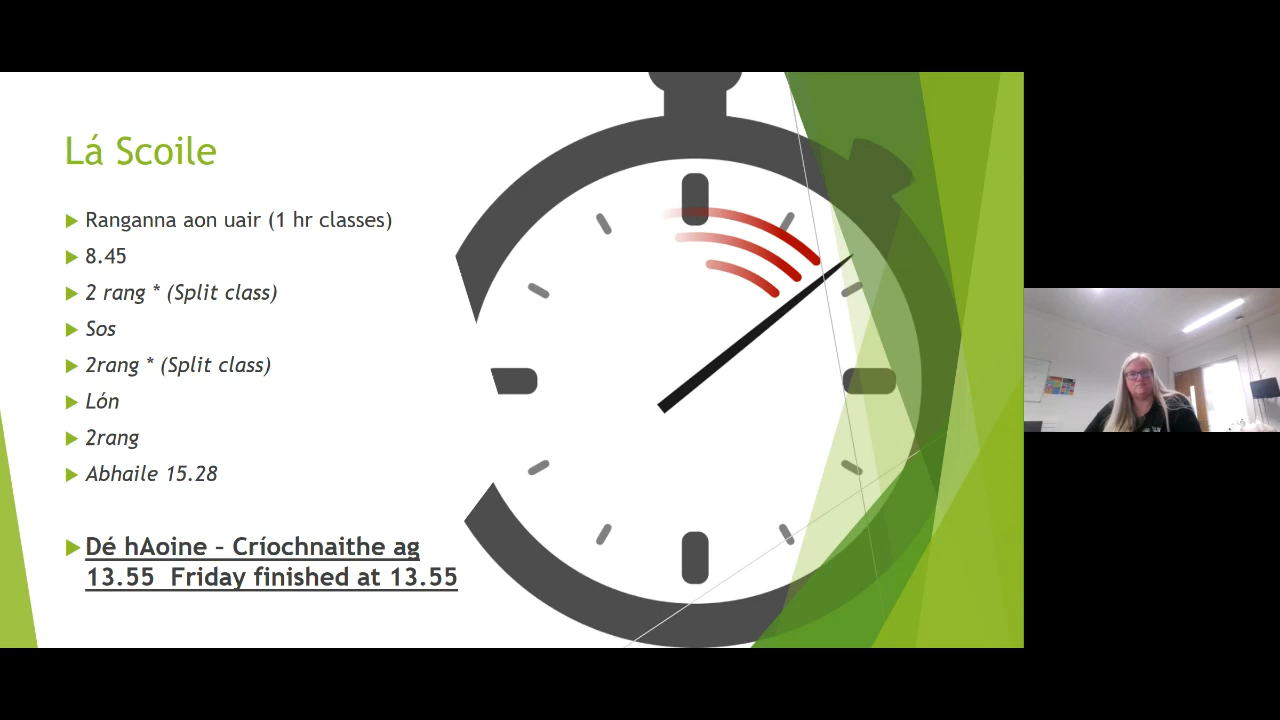 Lá Scoile
Ranganna aon uair (1 hr classes)
8.45
2 rang * (Split class)
Sos
2rang * (Split class)
Lón
2rang
Abhaile 15.28
Dé hAoine – Críochnaithe ag
13.55  Friday finished at 13.55